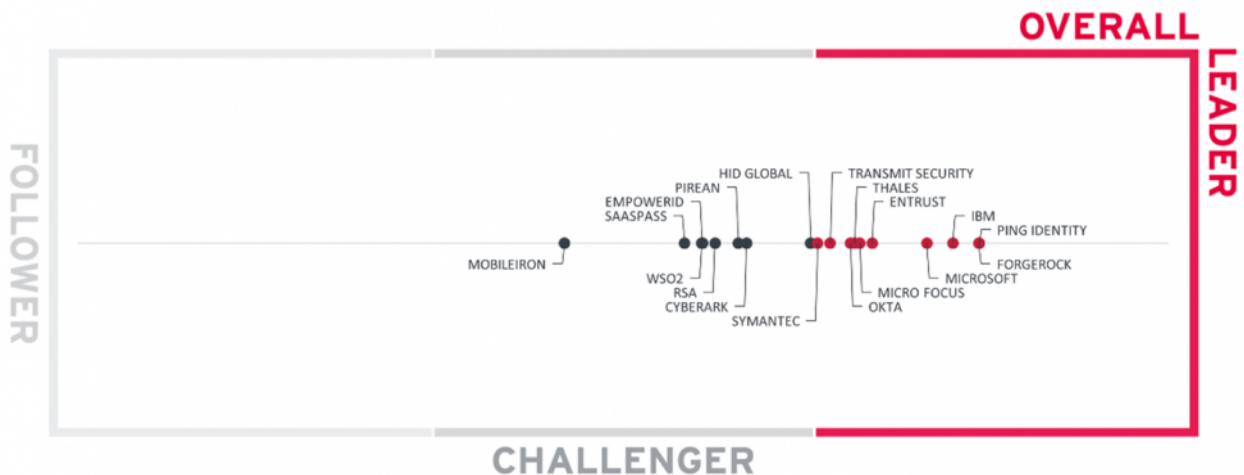 OVERALL
LEADER
FOLLOWER
HID GLOBAL
TRANSMIT SECURITY
PIREAN
THALES
EMPOWERID
ENTRUST
SAASPASS
IBM
PING IDENTITY
MOBILEIRON
FORGEROCK
WSO2
MICROSOFT
RSA
MICRO FOCUS
CYBERARK
OKTA
SYMANTEC
CHALLENGER